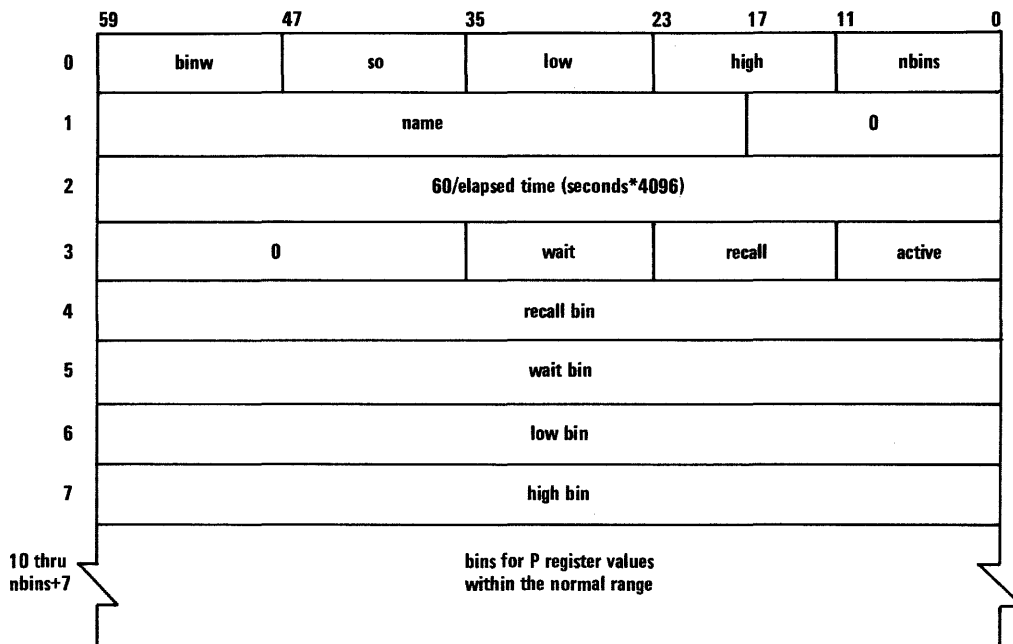 59 47 35 23 17 11 0
0 binw so low high nbins
1 name 0
2 60/elapsed time (seconds*4096)
3 0 wait recall active
4 recall bin
5 wait bin
6 low bin
7 high bin
10 thru bins for P register values
nbins+7 within the normal range